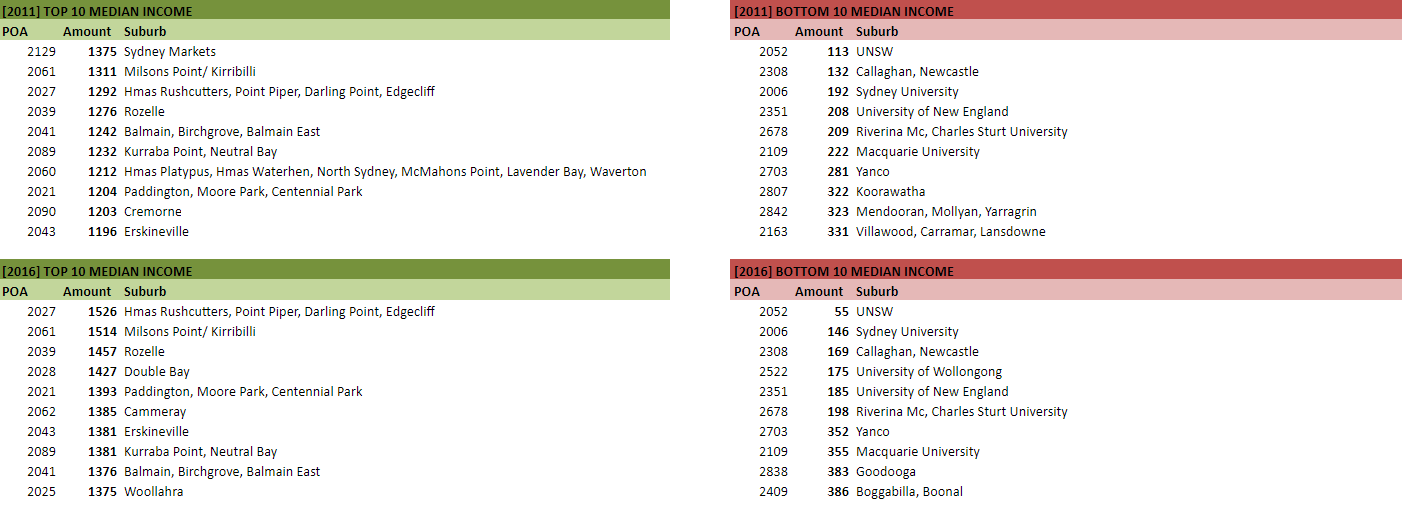 [2011] TOP 10 MEDIAN INCOME
POA Amount Suburb
2129 1375 Sydney Markets
2061 1311 Milsons Point/ Kirribilli
2027 1292 Hmas Rushcutters, Point Piper, Darling Point, Edgecliff
2039 1276 Rozelle
2041 1242 Balmain, Birchgrove, Balmain East
2089 1232 Kurraba Point, Neutral Bay
2060 1212 Hmas Platypus, Hmas Waterhen, North Sydney, McMahons Point, Lavender Bay, Waverton
2021 1204 Paddington, Moore Park, Centennial Park
2090 1203 Cremorne
2043 1196 Erskineville
[2011] BOTTOM 10 MEDIAN INCOME
POA Amount Suburb
2052 113 UNSW
2308 132 Callaghan, Newcastle
2006 192 Sydney University
2351 208 University of New England
2678 209 Riverina Mc, Charles Sturt University
2109 222 Macquarie University
2703 281 Yanco
2807 322 Koorawatha
2842 323 Mendooran, Mollyan, Yarragrin
2163 331 Villawood, Carramar, Lansdowne
[2016] TOP 10 MEDIAN INCOME
POA Amount Suburb
2027 1526 Hmas Rushcutters, Point Piper, Darling Point, Edgecliff
2061 1514 Milsons Point/ Kirribilli
2039 1457 Rozelle
2028 1427 Double Bay
2021 1393 Paddington, Moore Park, Centennial Park
2062 1385 Cammeray
2043 1381 Erskineville
2089 1381 Kurraba Point, Neutral Bay
2041 1376 Balmain, Birchgrove, Balmain East
2025 1375 Woollahra
[2016] BOTTOM 10 MEDIAN INCOME
POA Amount Suburb
2052 55 UNSW
2006 146 Sydney University
2308 169 Callaghan, Newcastle
2522 175 University of Wollongong
2351 185 University of New England
2678 198 Riverina Mc, Charles Sturt University
2703 352 Yanco
2109 355 Macquarie University
2838 383 Goodooga
2409 386 Boggabilla, Boonal